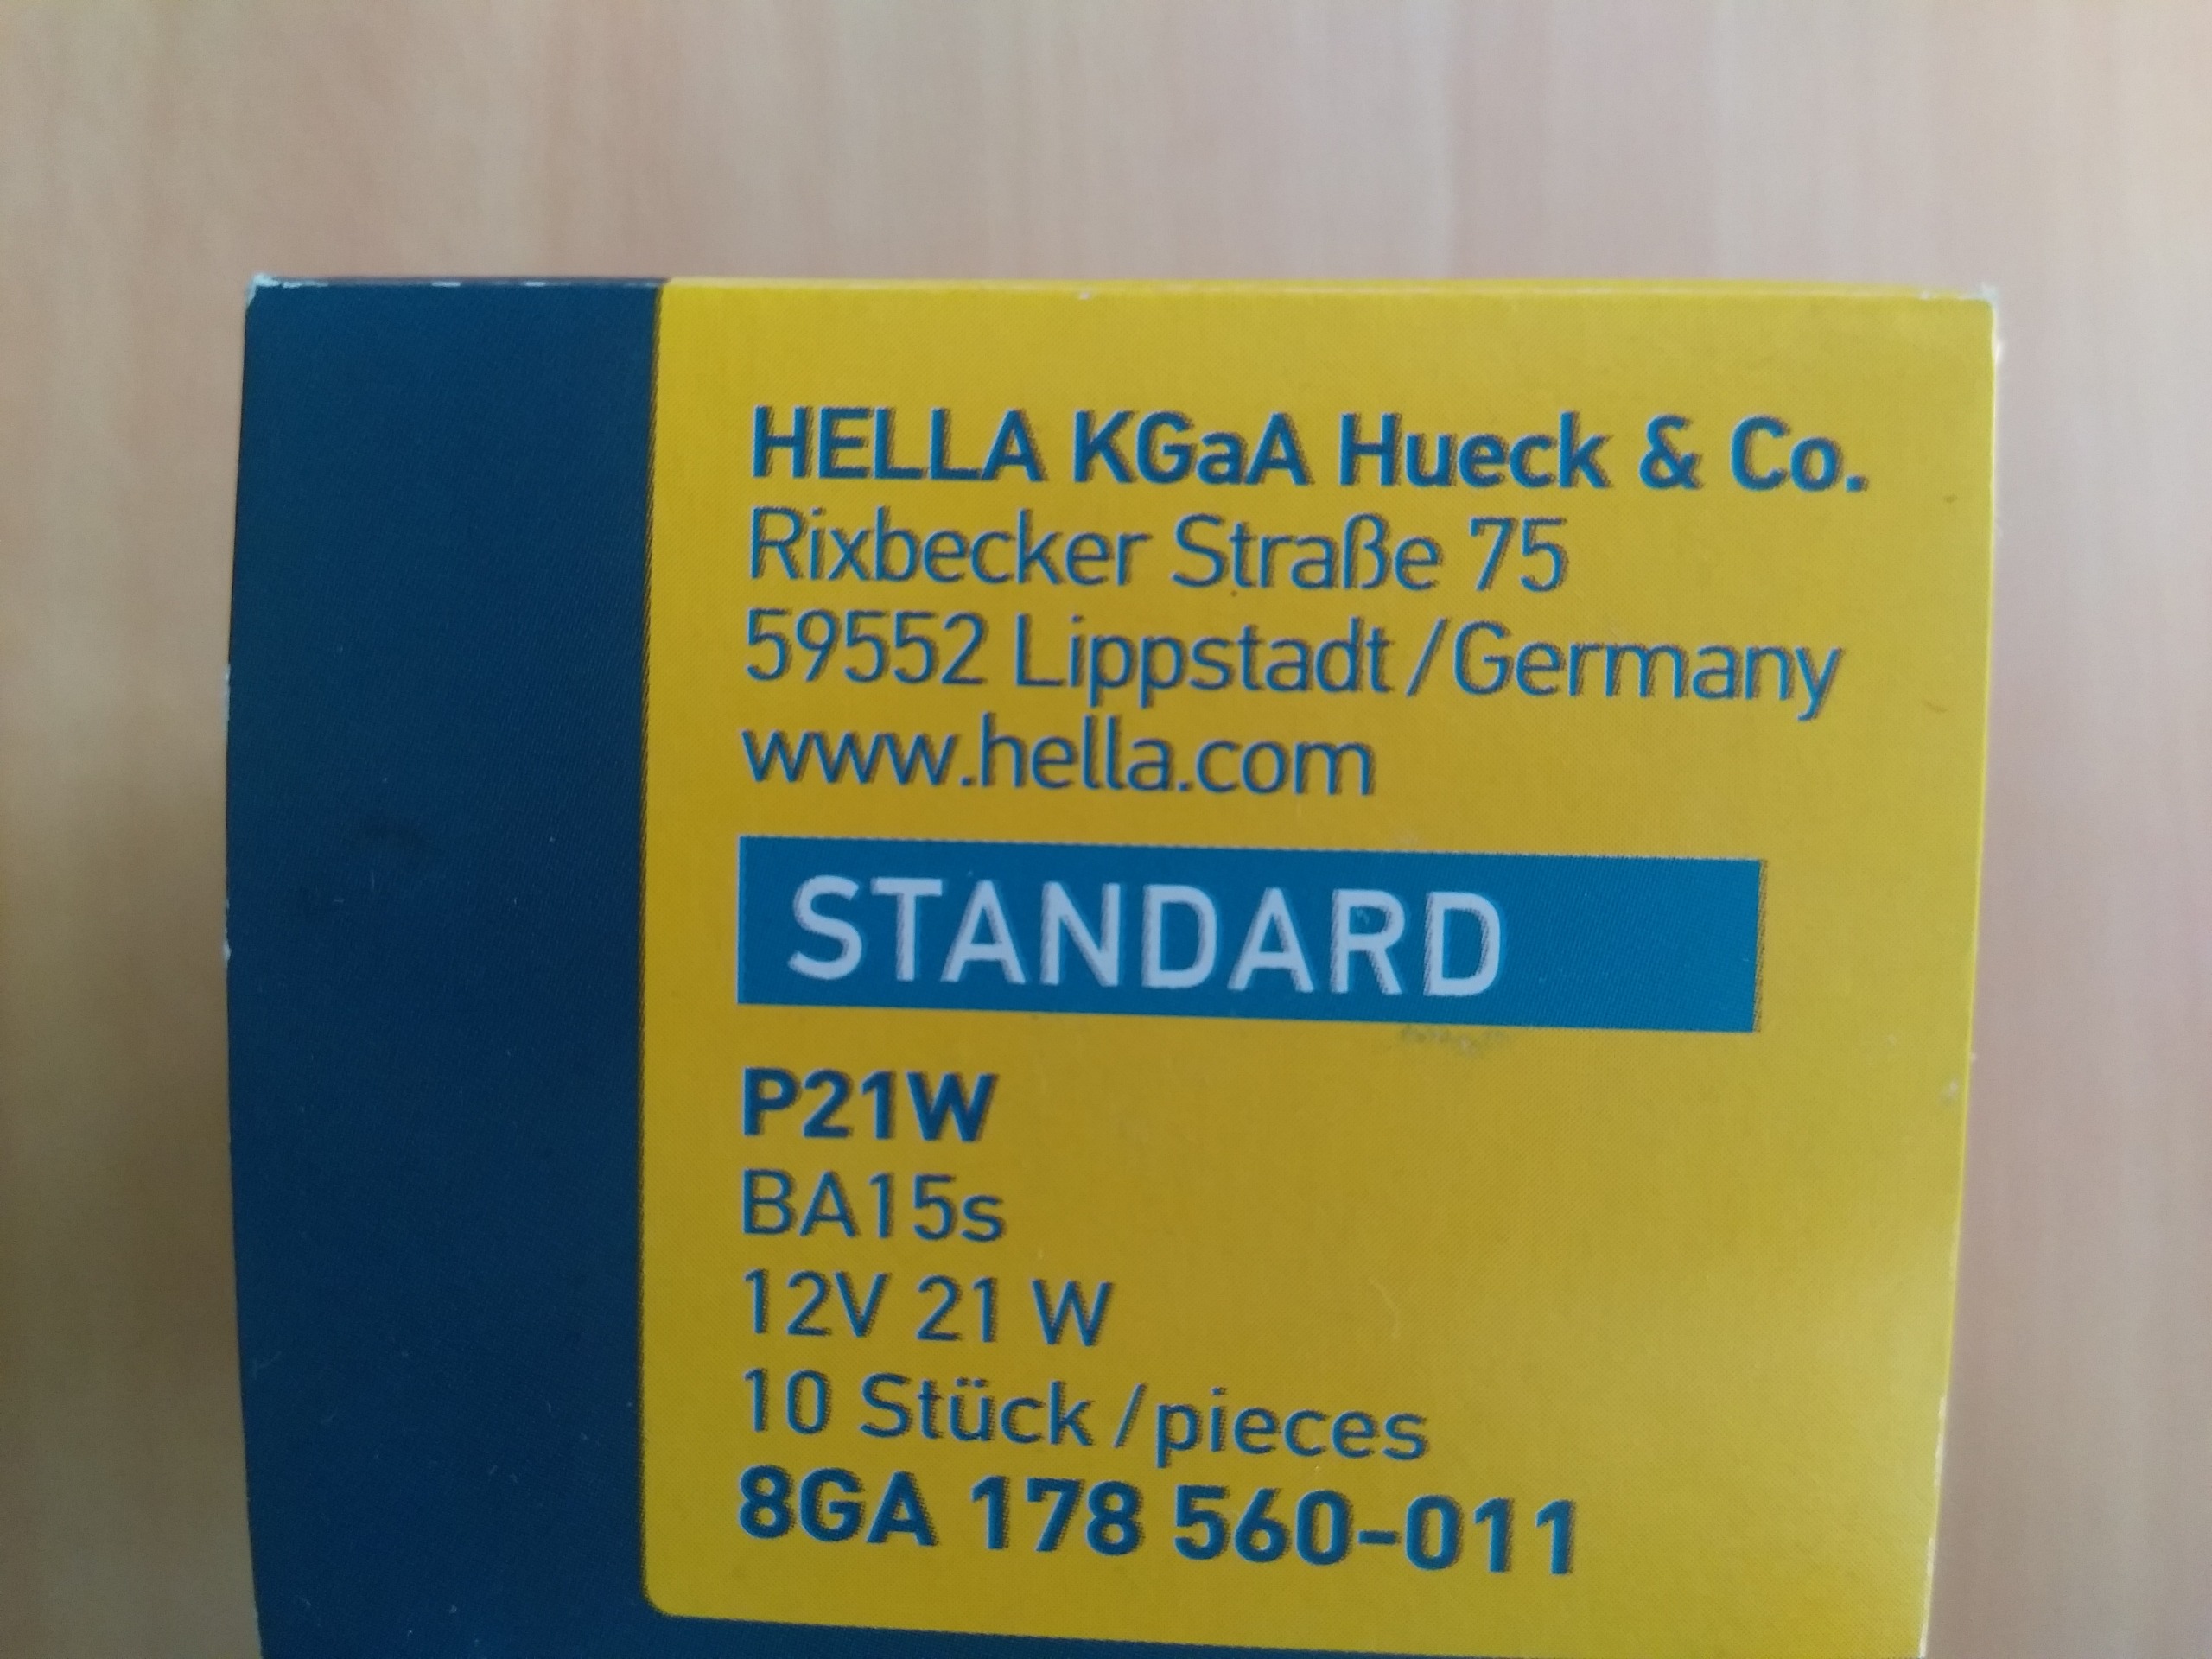 HELLA KGaA Hueck & Co.
Rixbecker Straße 75
59552 Lippstadt/Germany
www.hella.com
STANDARD
P21W
BA15s
12V 21 W
10 Stück/pieces
8GA 178 560-011